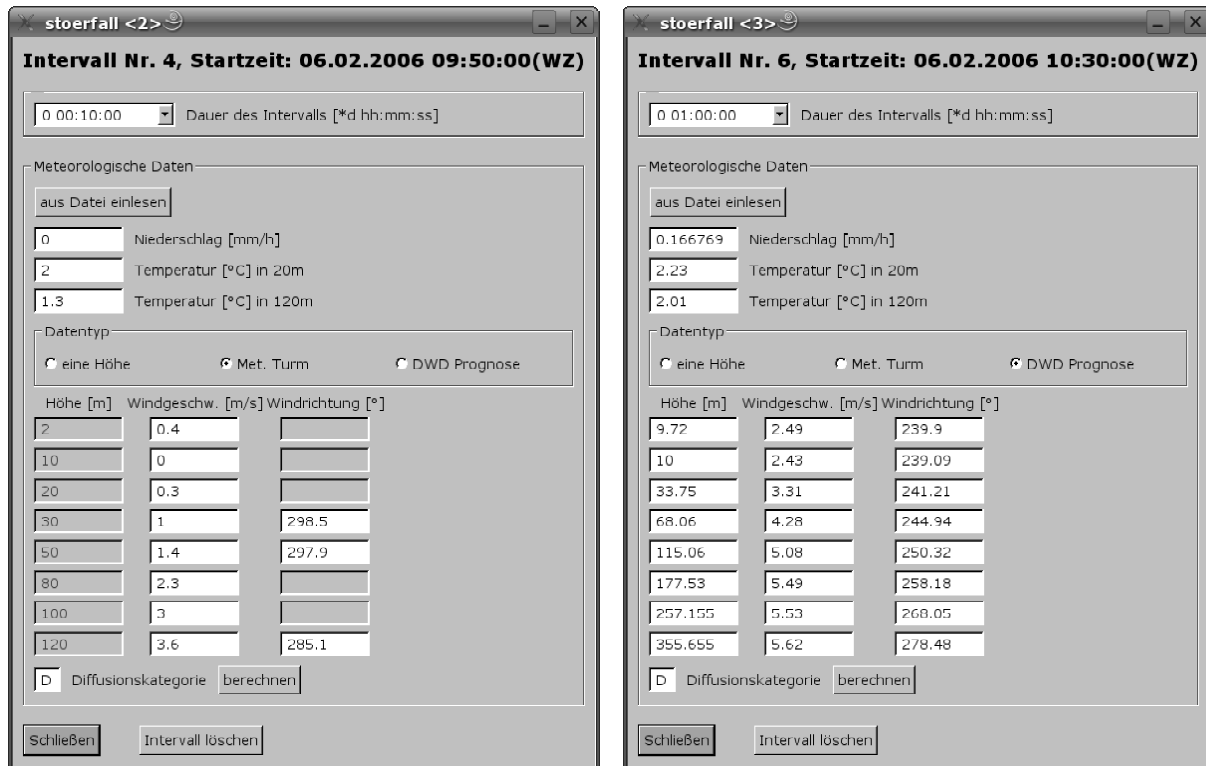 stoerfall <2>
Intervall Nr. 4, Startzeit: 06.02.2006 09:50:00(WZ)
0 00:10:00 Dauer des Intervalls [*d hh:mm:ss]
Meteorologische Daten
aus Datei einlesen
0 Niederschlag [mm/h]
2 Temperatur [°C] in 20m
1.3 Temperatur [°C] in 120m
Datentyp
eine Höhe Met. Turm DWD Prognose
Höhe [m] Windgeschw. [m/s] Windrichtung [°]
2 0.4
10 0
20 0.3
30 1 298.5
50 1.4 297.9
80 2.3
100 3
120 3.6 285.1
D Diffusionskategorie berechnen
Schließen Intervall löschen
stoerfall <3>
Intervall Nr. 6, Startzeit: 06.02.2006 10:30:00(WZ)
0 01:00:00 Dauer des Intervalls [*d hh:mm:ss]
Meteorologische Daten
aus Datei einlesen
0.166769 Niederschlag [mm/h]
2.23 Temperatur [°C] in 20m
2.01 Temperatur [°C] in 120m
Datentyp
eine Höhe Met. Turm DWD Prognose
Höhe [m] Windgeschw. [m/s] Windrichtung [°]
9.72 2.49 239.9
10 2.43 239.09
33.75 3.31 241.21
68.06 4.28 244.94
115.06 5.08 250.32
177.53 5.49 258.18
257.155 5.53 268.05
355.655 5.62 278.48
D Diffusionskategorie berechnen
Schließen Intervall löschen